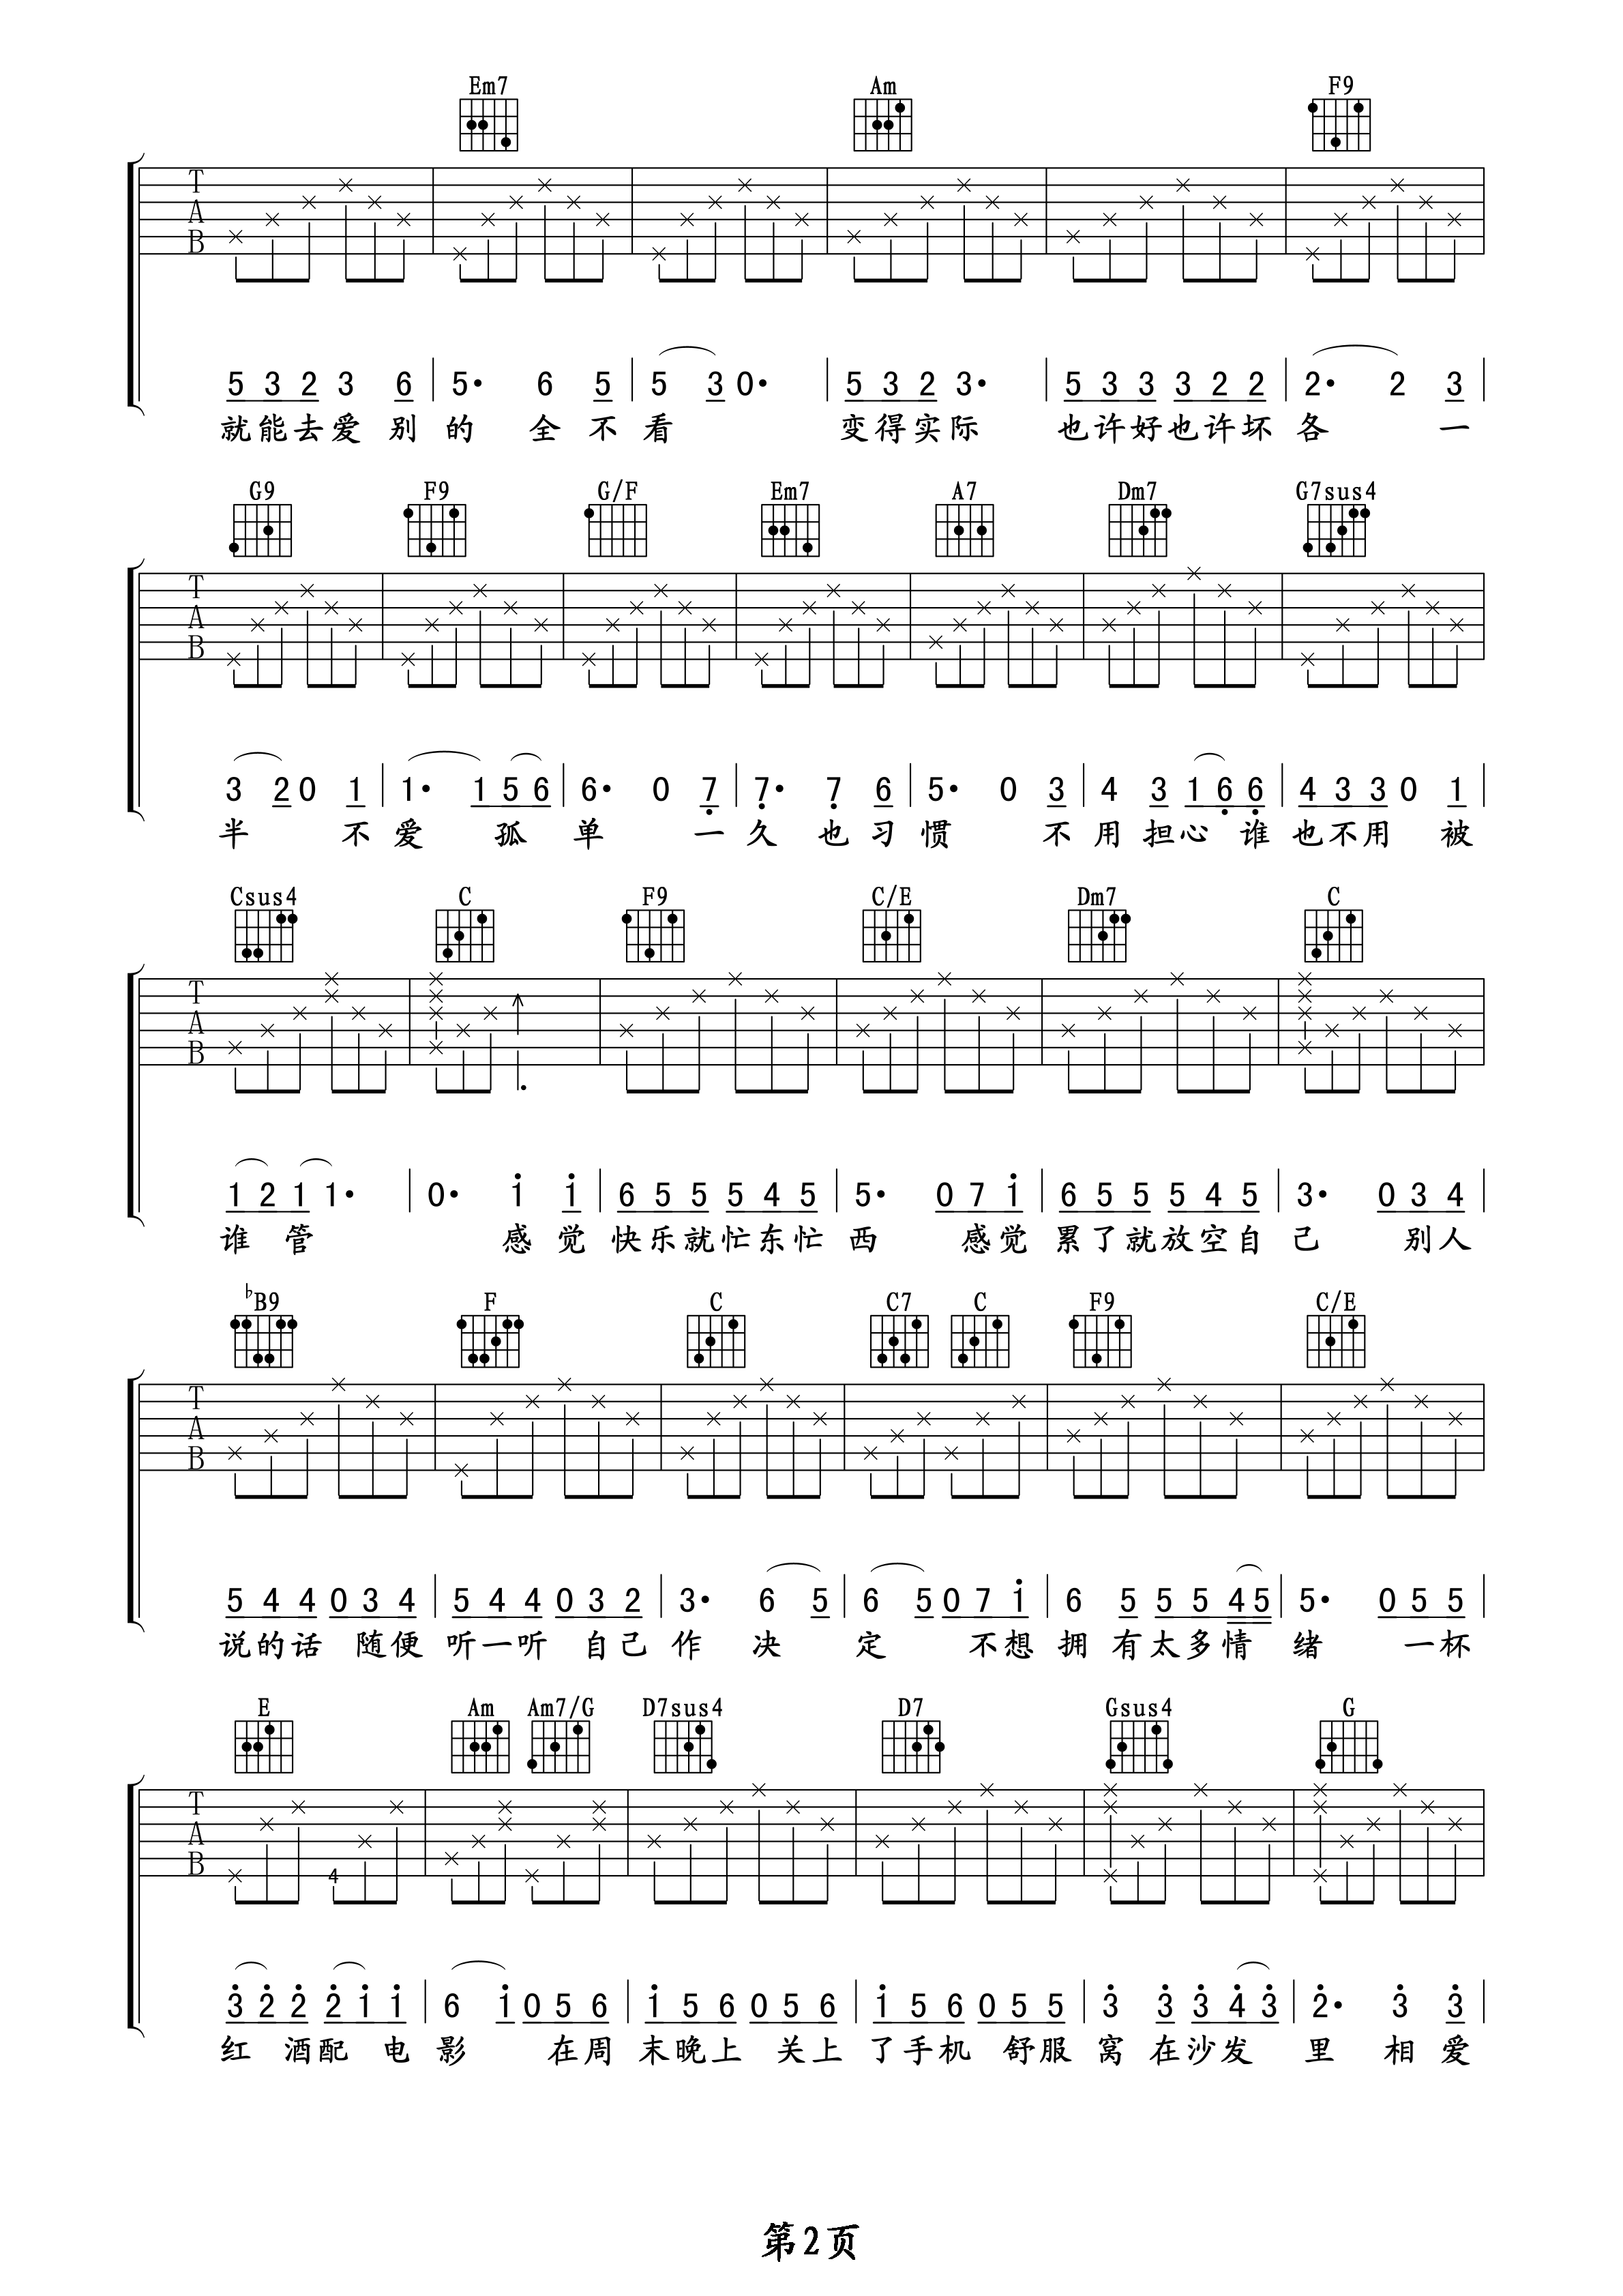 Em7 Am F9
T
A
B
5 3 2 3 6 | 5· 6 5 | 5 3 0· | 5 3 2 3· | 5 3 3 3 2 2 | 2· 2 3 |
就能去爱 别 的 全 不 看 变得实际 也许好也许坏 各 一
G9 F9 G/F Em7 A7 Dm7 G7sus4
T
A
B
3 2 0 1 | 1· 1 5 6 | 6· 0 7̣ | 7̣· 7̣ 6 | 5· 0 3 | 4 3 1 6̣ 6̣ | 4 3 3 0 1 |
半 不 爱 孤 单 一 久 也 习 惯 不 用 担心 谁 也不用 被
Csus4 C F9 C/E Dm7 C
T
A
B
1 2 1 1· | 0· 1̇ 1̇ | 6 5 5 5 4 5 | 5· 0 7 1̇ | 6 5 5 5 4 5 | 3· 0 3 4 |
谁 管 感 觉 快乐就忙东忙 西 感觉 累了就放空自 己 别人
♭B9 F C C7 C F9 C/E
T
A
B
5 4 4 0 3 4 | 5 4 4 0 3 2 | 3· 6 5 | 6 5 0 7 1̇ | 6 5 5 5 4 5 | 5· 0 5 5 |
说的话 随便 听一听 自己 作 决 定 不想 拥 有太多情 绪 一杯
E Am Am7/G D7sus4 D7 Gsus4 G
T
A
B
4
3̇ 2̇ 2̇ 2̇ 1̇ 1̇ | 6 1̇ 0 5 6 | 1̇ 5 6 0 5 6 | 1̇ 5 6 0 5 5 | 3̇ 3̇ 3̇ 4̇ 3̇ | 2̇· 3̇ 3̇ |
红 酒配 电 影 在周 末晚上 关上 了手机 舒服 窝 在沙发 里 相 爱
第2页